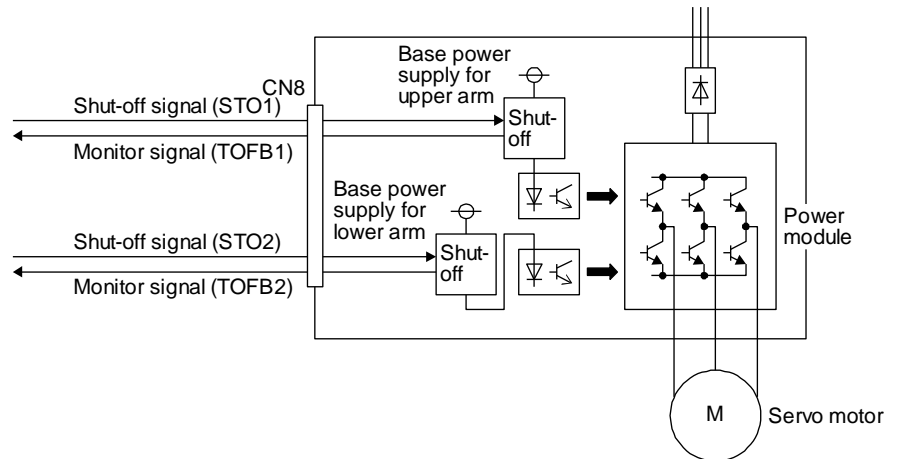 Base power
supply for
upper arm
CN8
Shut-off signal (STO1)
Shut-
off
Monitor signal (TOFB1)
Base power
supply for
lower arm
Power
module
Shut-off signal (STO2)
Shut-
off
Monitor signal (TOFB2)
M
Servo motor